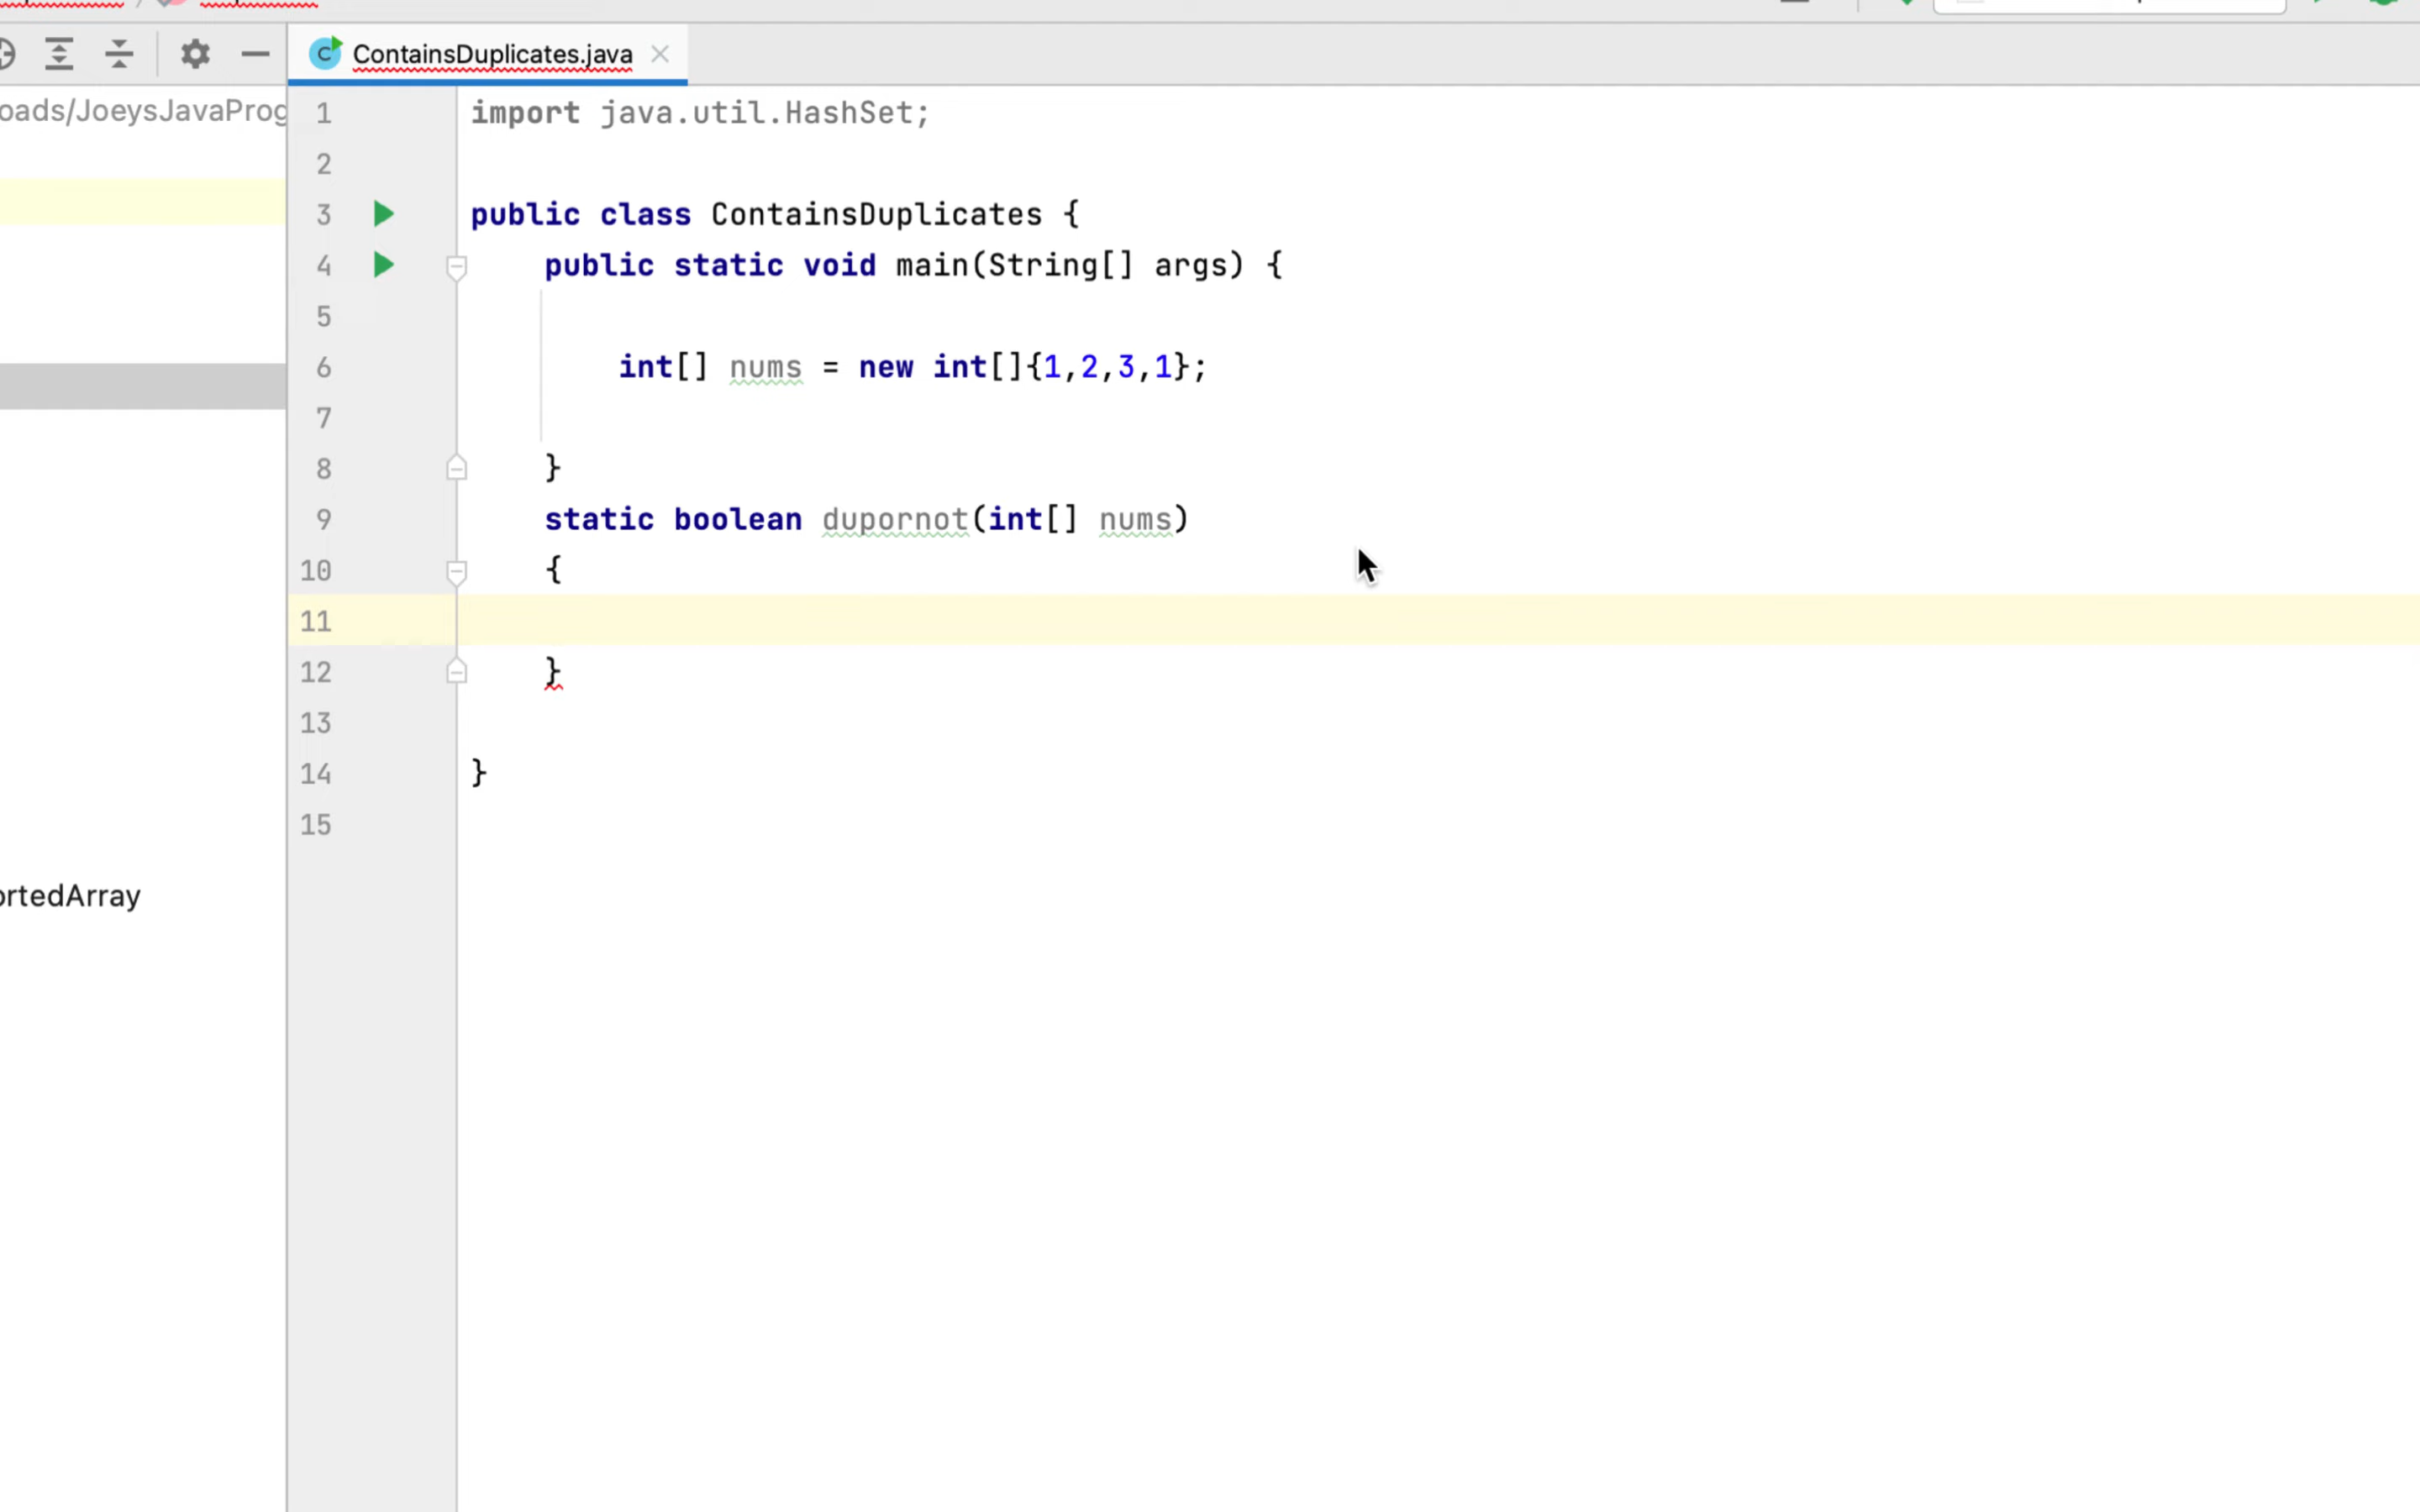 ContainsDuplicates.java
oads/JoeysJavaProg
1 import java.util.HashSet;
2
3 public class ContainsDuplicates {
4 public static void main(String[] args) {
5
6 int[] nums = new int[]{1,2,3,1};
7
8 }
9 static boolean dupornot(int[] nums)
10 {
11
12 }
13
14 }
15
ortedArray